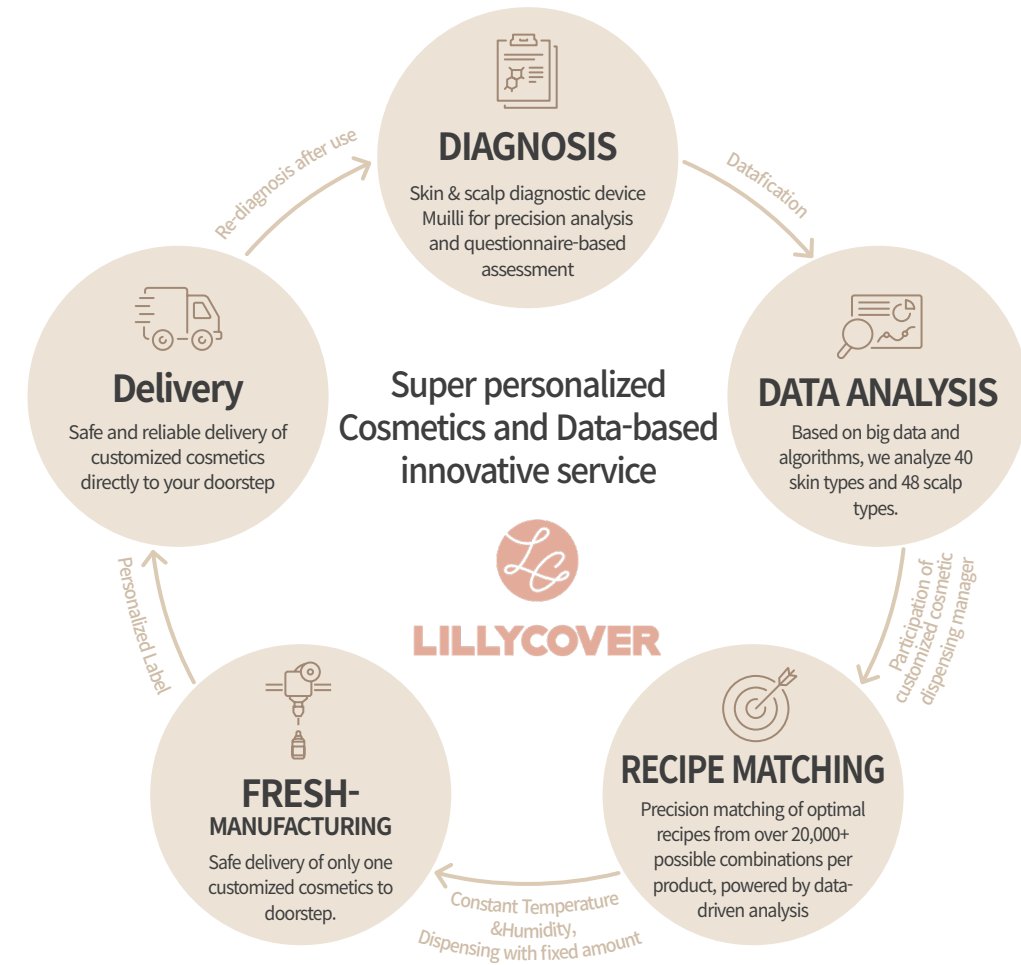 DIAGNOSIS
Skin & scalp diagnostic device
Muilli for precision analysis
and questionnaire-based
assessment
Datafication
DATA ANALYSIS
Based on big data and
algorithms, we analyze 40
skin types and 48 scalp
types.
Participation of
customized cosmetic
dispensing manager
RECIPE MATCHING
Precision matching of optimal
recipes from over 20,000+
possible combinations per
product, powered by data-
driven analysis
Constant Temperature
&Humidity,
Dispensing with fixed amount
FRESH-
MANUFACTURING
Safe delivery of only one
customized cosmetics to
doorstep.
Personalized Label
Delivery
Safe and reliable delivery of
customized cosmetics
directly to your doorstep
Re-diagnosis after use
Super personalized
Cosmetics and Data-based
innovative service
LC
LILLYCOVER